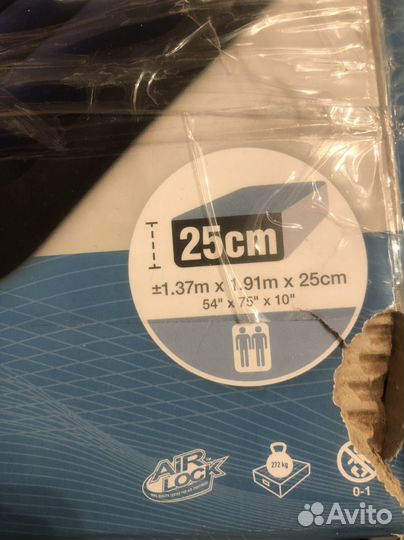 25cm
±1.37m x 1.91m x 25cm
54" x 75" x 10"
AIR
LOCK
272 kg
0-1
Avito